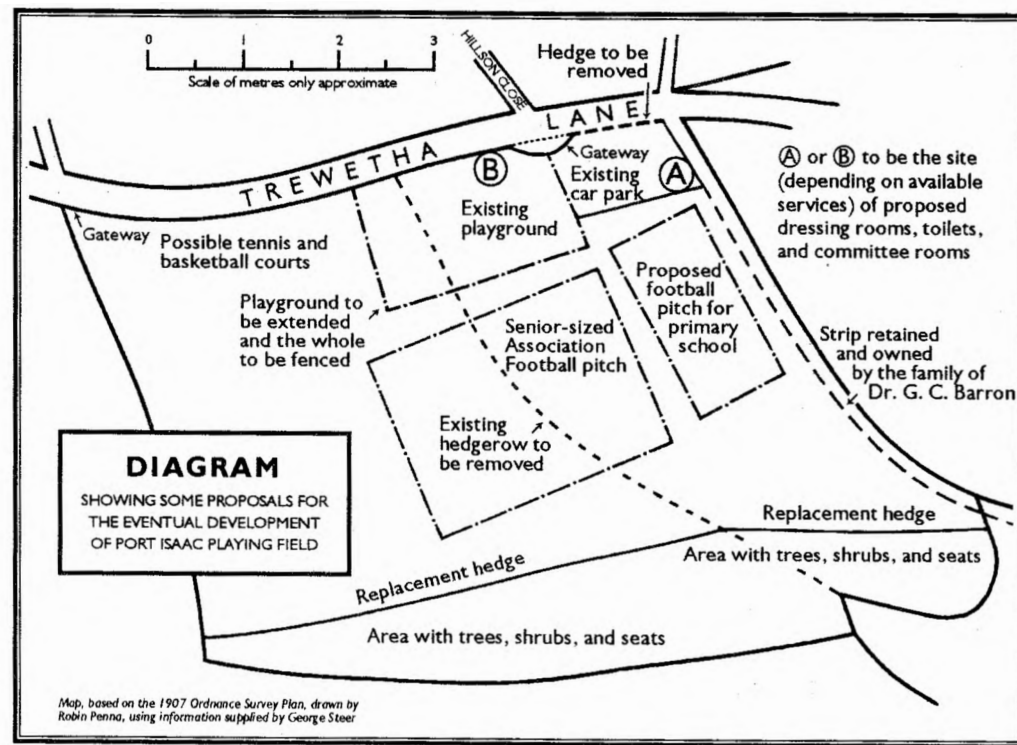 0 1 2 3
Scale of metres only approximate
HILLSON CLOSE
Hedge to be
removed
TREWETHA LANE
Gateway
Existing
car park
A
B
Existing
playground
A or B to be the site
(depending on available
services) of proposed
dressing rooms, toilets,
and committee rooms
Gateway
Possible tennis and
basketball courts
Playground to
be extended
and the whole
to be fenced
Senior-sized
Association
Football pitch
Proposed
football
pitch for
primary
school
Strip retained
and owned
by the family of
Dr. G. C. Barron
Existing
hedgerow to
be removed
DIAGRAM
SHOWING SOME PROPOSALS FOR
THE EVENTUAL DEVELOPMENT
OF PORT ISAAC PLAYING FIELD
Replacement hedge
Area with trees, shrubs, and seats
Replacement hedge
Area with trees, shrubs, and seats
Map, based on the 1907 Ordnance Survey Plan, drawn by
Robin Penna, using information supplied by George Steer